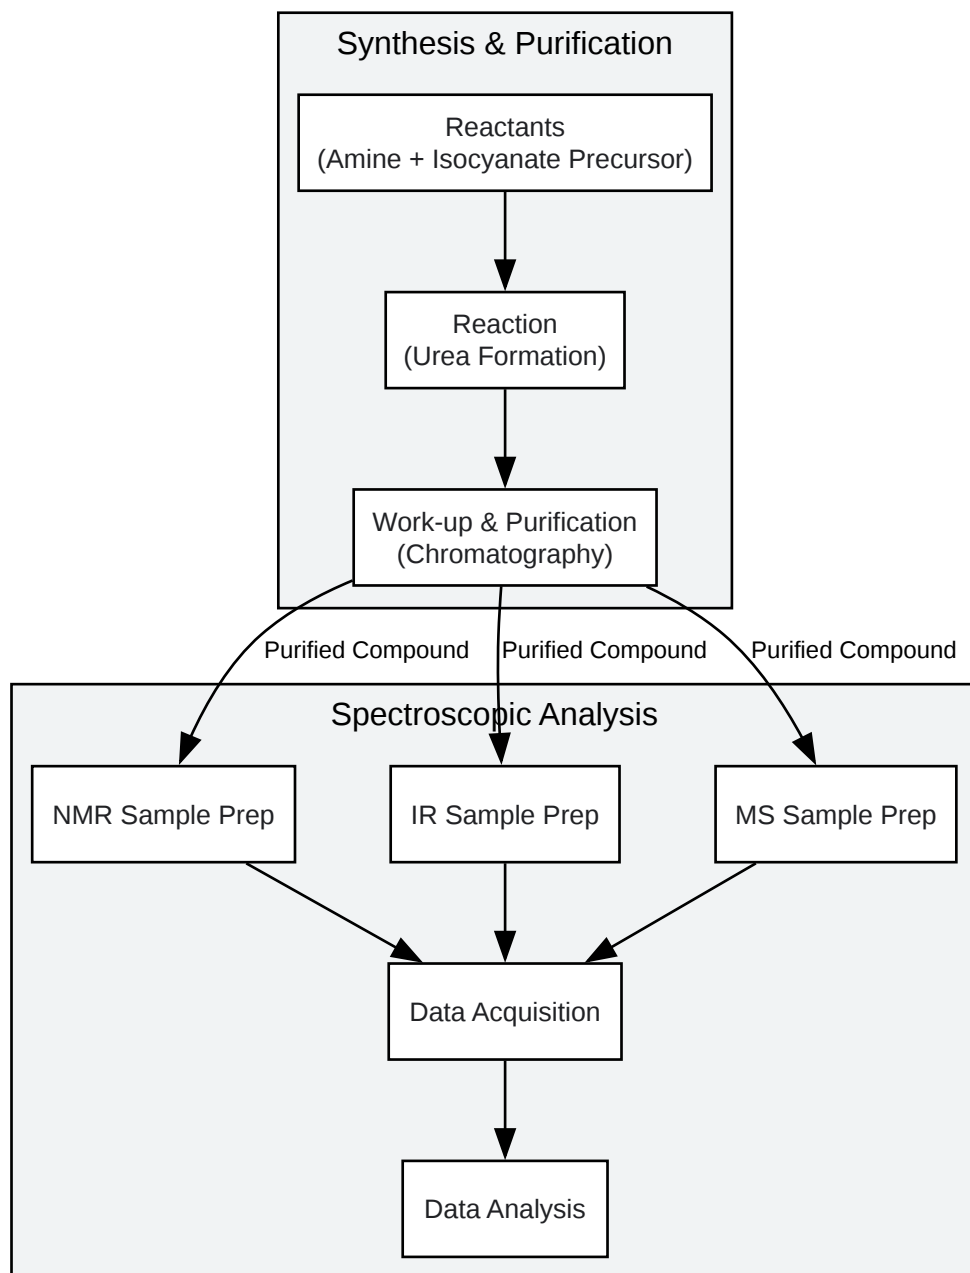 Synthesis & Purification
Reactants
(Amine + Isocyanate Precursor)
Reaction
(Urea Formation)
Work-up & Purification
(Chromatography)
Purified Compound
Purified Compound
Purified Compound
Spectroscopic Analysis
NMR Sample Prep
IR Sample Prep
MS Sample Prep
Data Acquisition
Data Analysis